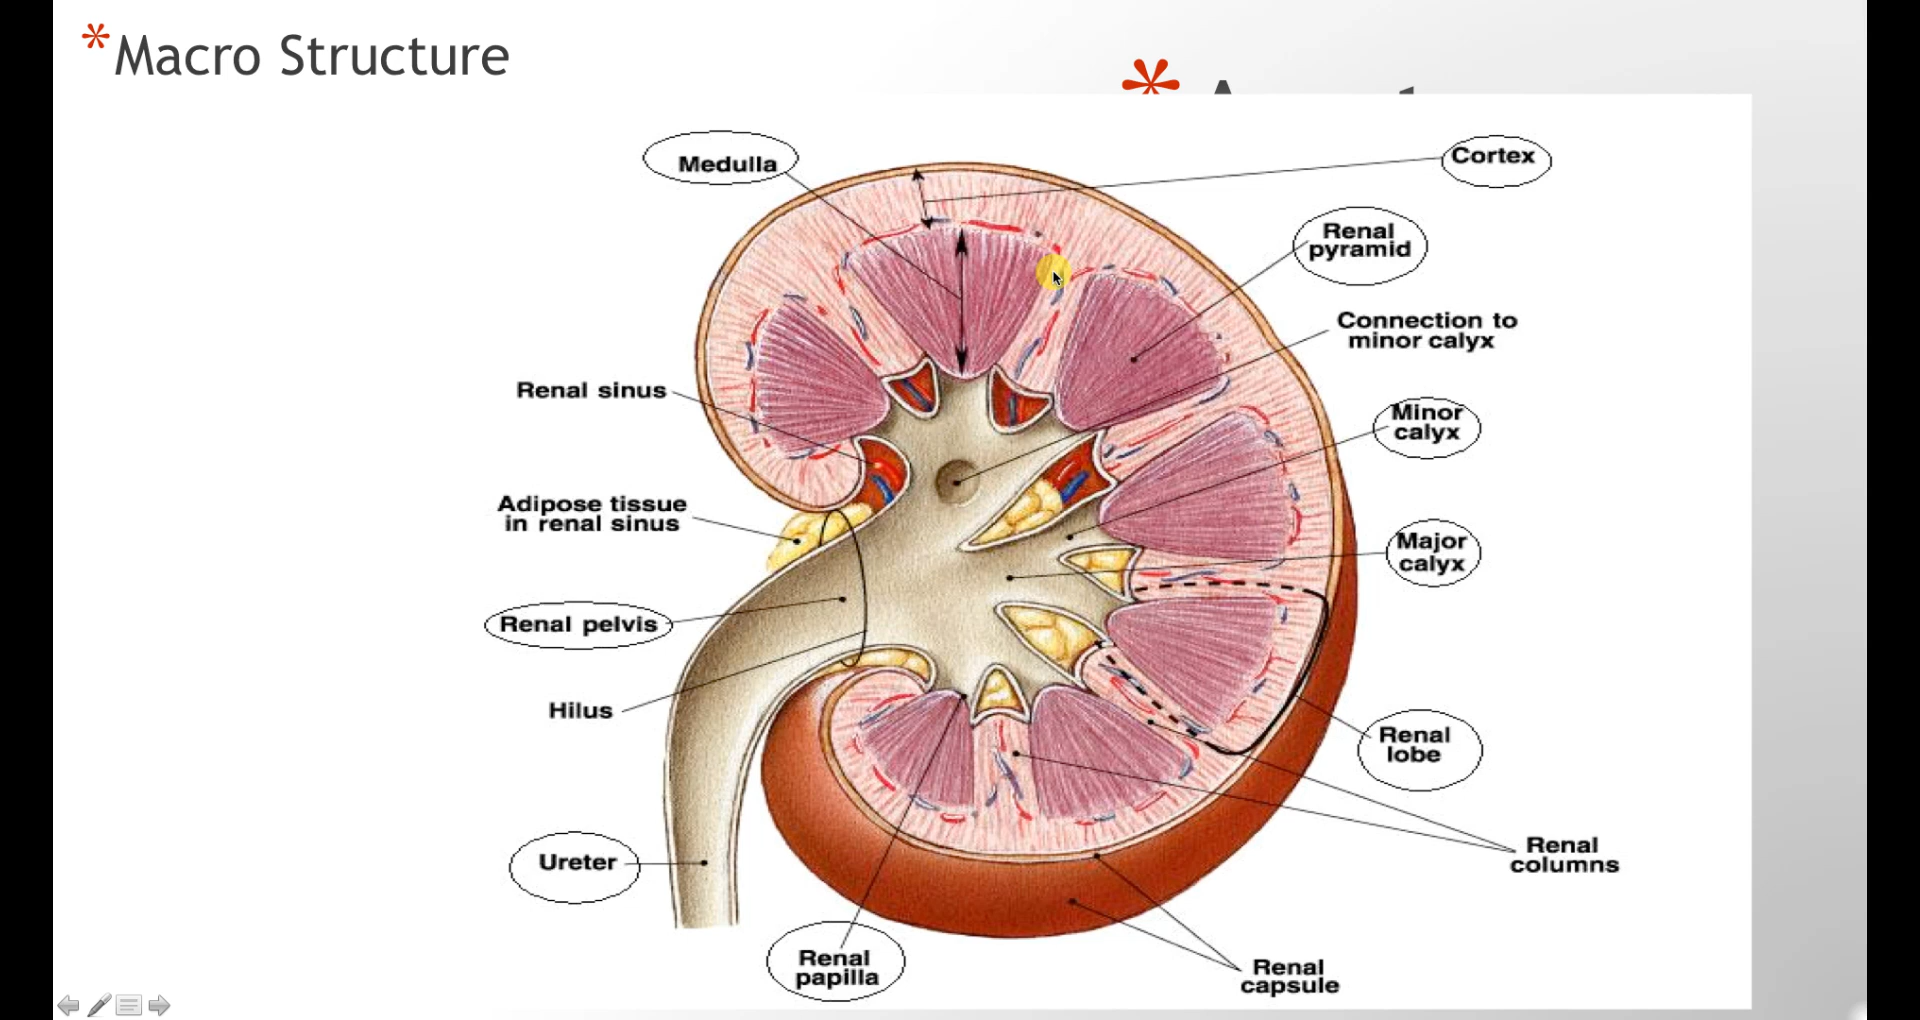 *Macro Structure
*
Medulla
Cortex
Renal
pyramid
Connection to
minor calyx
Renal sinus
Minor
calyx
Adipose tissue
in renal sinus
Major
calyx
Renal pelvis
Hilus
Renal
lobe
Ureter
Renal
columns
Renal
papilla
Renal
capsule